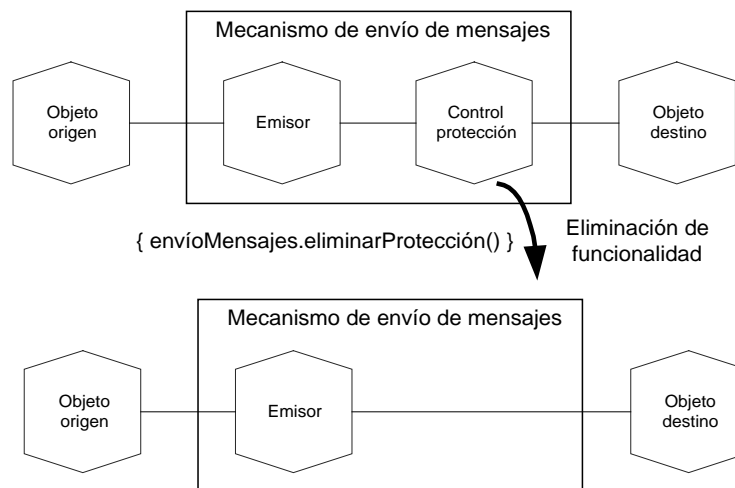 Mecanismo de envío de mensajes
Objeto
origen
Emisor
Control
protección
Objeto
destino
{ envíoMensajes.eliminarProtección() }
Eliminación de
funcionalidad
Mecanismo de envío de mensajes
Objeto
origen
Emisor
Objeto
destino